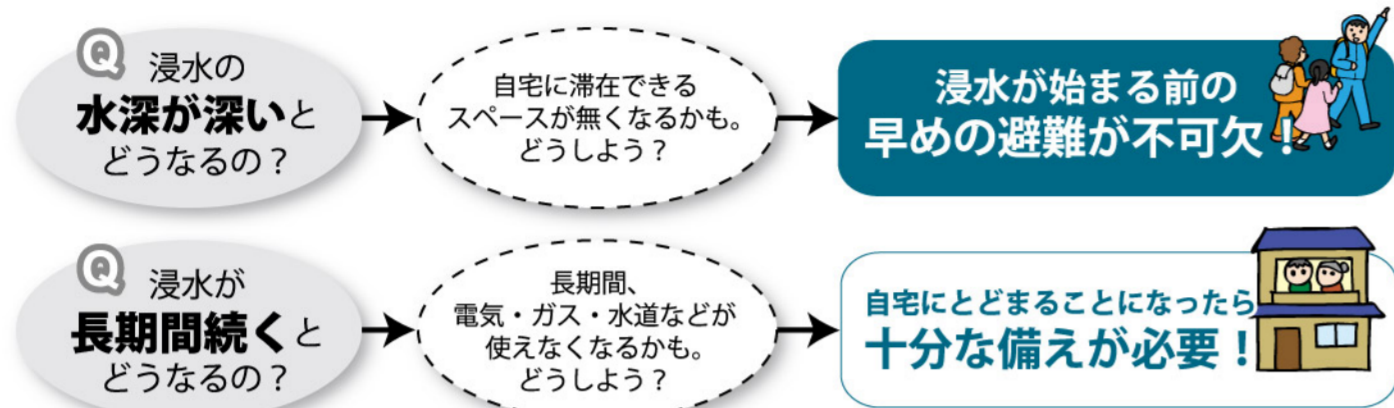 Q 浸水の
水深が深いと
どうなるの？
自宅に滞在できる
スペースが無くなるかも。
どうしよう？
浸水が始まる前の
早めの避難が不可欠！
Q 浸水が
長期間続くと
どうなるの？
長期間、
電気・ガス・水道などが
使えなくなるかも。
どうしよう？
自宅にとどまることになったら
十分な備えが必要！